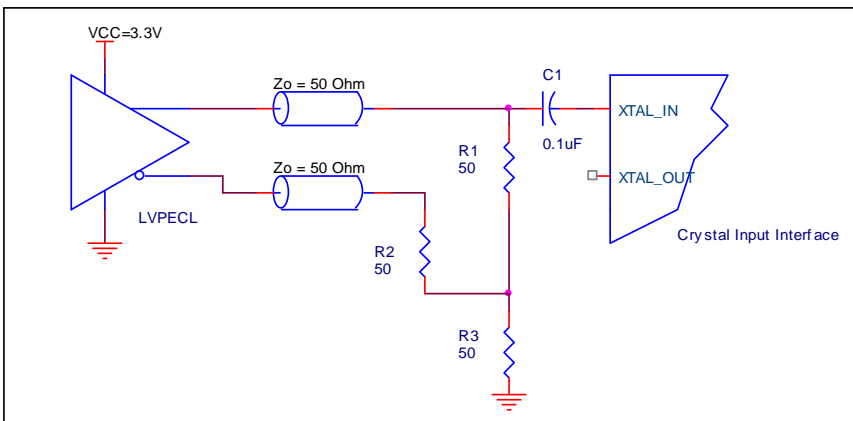 VCC=3.3V
Zo = 50 Ohm
C1
0.1uF
XTAL_IN
R1
50
Zo = 50 Ohm
XTAL_OUT
LVPECL
Crystal Input Interface
R2
50
R3
50